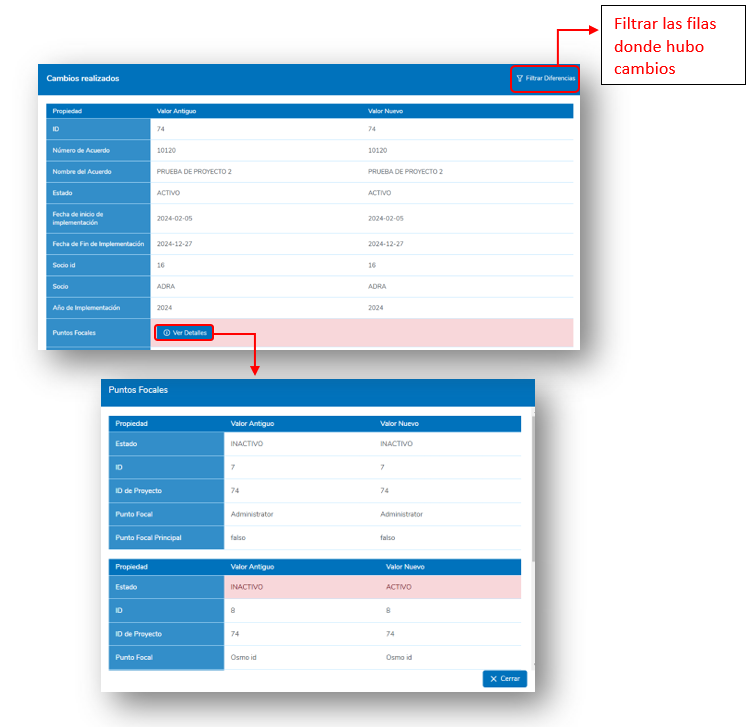 Filtrar las filas
donde hubo
cambios
Cambios realizados
Filtrar Diferencias
Propiedad Valor Antiguo Valor Nuevo
ID 74 74
Número de Acuerdo 10120 10120
Nombre del Acuerdo PRUEBA DE PROYECTO 2 PRUEBA DE PROYECTO 2
Estado ACTIVO ACTIVO
Fecha de inicio de
implementación 2024-02-05 2024-02-05
Fecha de Fin de Implementación 2024-12-27 2024-12-27
Socio id 16 16
Socio ADRA ADRA
Año de Implementación 2024 2024
Puntos Focales Ver Detalles
Puntos Focales
Propiedad Valor Antiguo Valor Nuevo
Estado INACTIVO INACTIVO
ID 7 7
ID de Proyecto 74 74
Punto Focal Administrator Administrator
Punto Focal Principal falso falso
Propiedad Valor Antiguo Valor Nuevo
Estado INACTIVO ACTIVO
ID 8 8
ID de Proyecto 74 74
Punto Focal Osmo id Osmo id
Cerrar